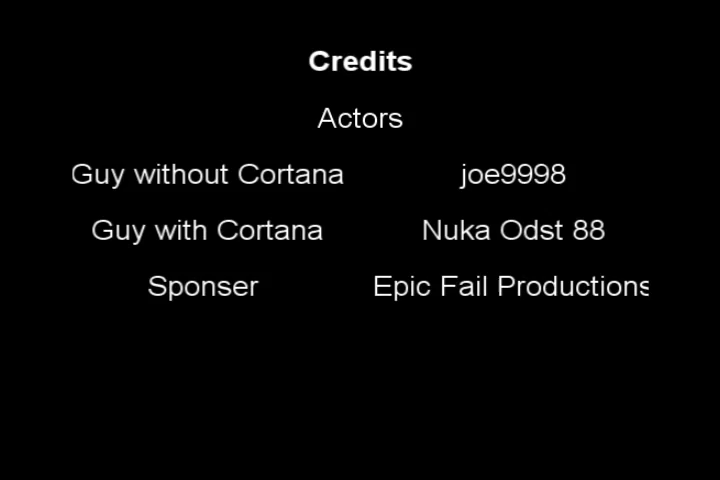 Credits
Actors
Guy without Cortana joe9998
Guy with Cortana Nuka Odst 88
Sponser Epic Fail Productions